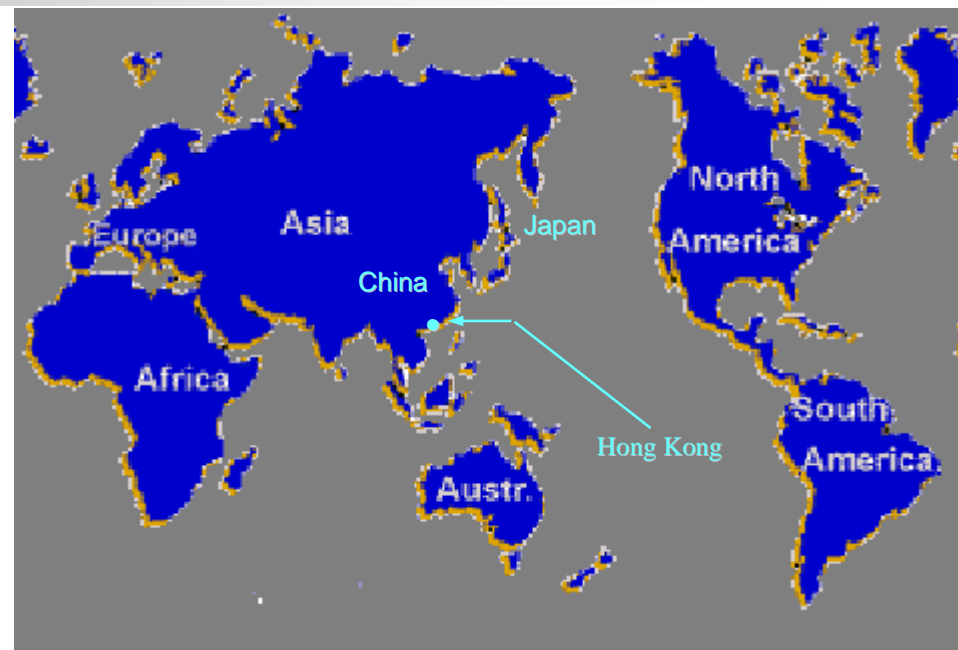 North
America
Asia
Japan
Europe
China
Africa
South
America
Hong Kong
Austr.